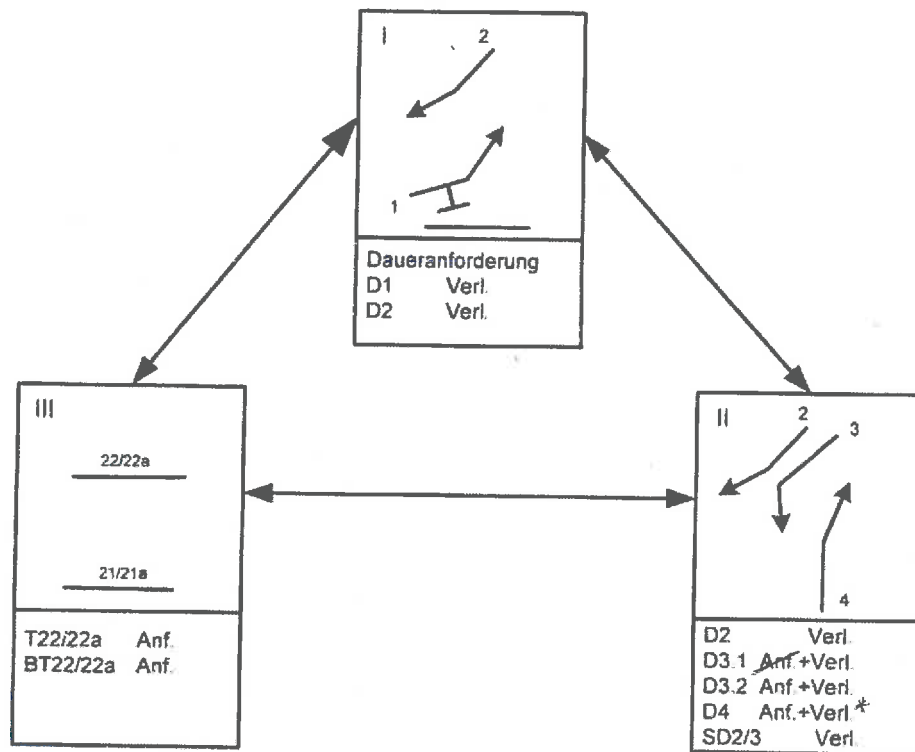 I
2
1
Daueranforderung
D1 Verl.
D2 Verl.
III
22/22a
21/21a
T22/22a Anf.
BT22/22a Anf.
II
2
3
4
D2 Verl.
D3.1 Anf.+Verl.
D3.2 Anf.+Verl.
D4 Anf.+Verl.*
SD2/3 Verl.